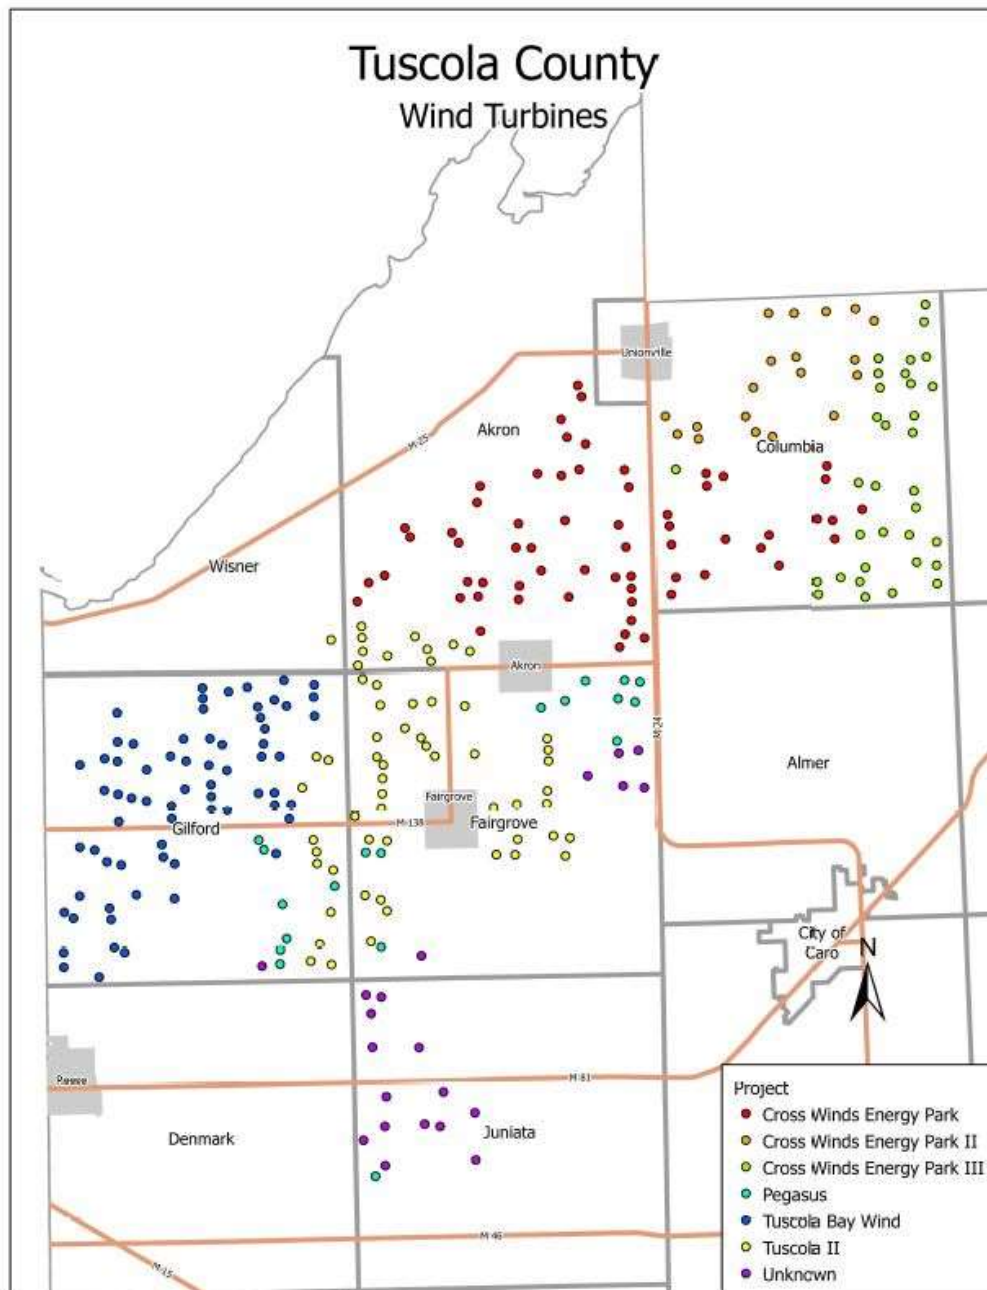 Tuscola County
Wind Turbines
Unionville
Akron
M-25
Columbia
Wisner
Akron
M-24
Almer
Fairgrove
M-138
Gilford
Fairgrove
City of
Caro
N
Reese
M-81
Denmark
Juniata
M-46
M-15
Project
Cross Winds Energy Park
Cross Winds Energy Park II
Cross Winds Energy Park III
Pegasus
Tuscola Bay Wind
Tuscola II
Unknown